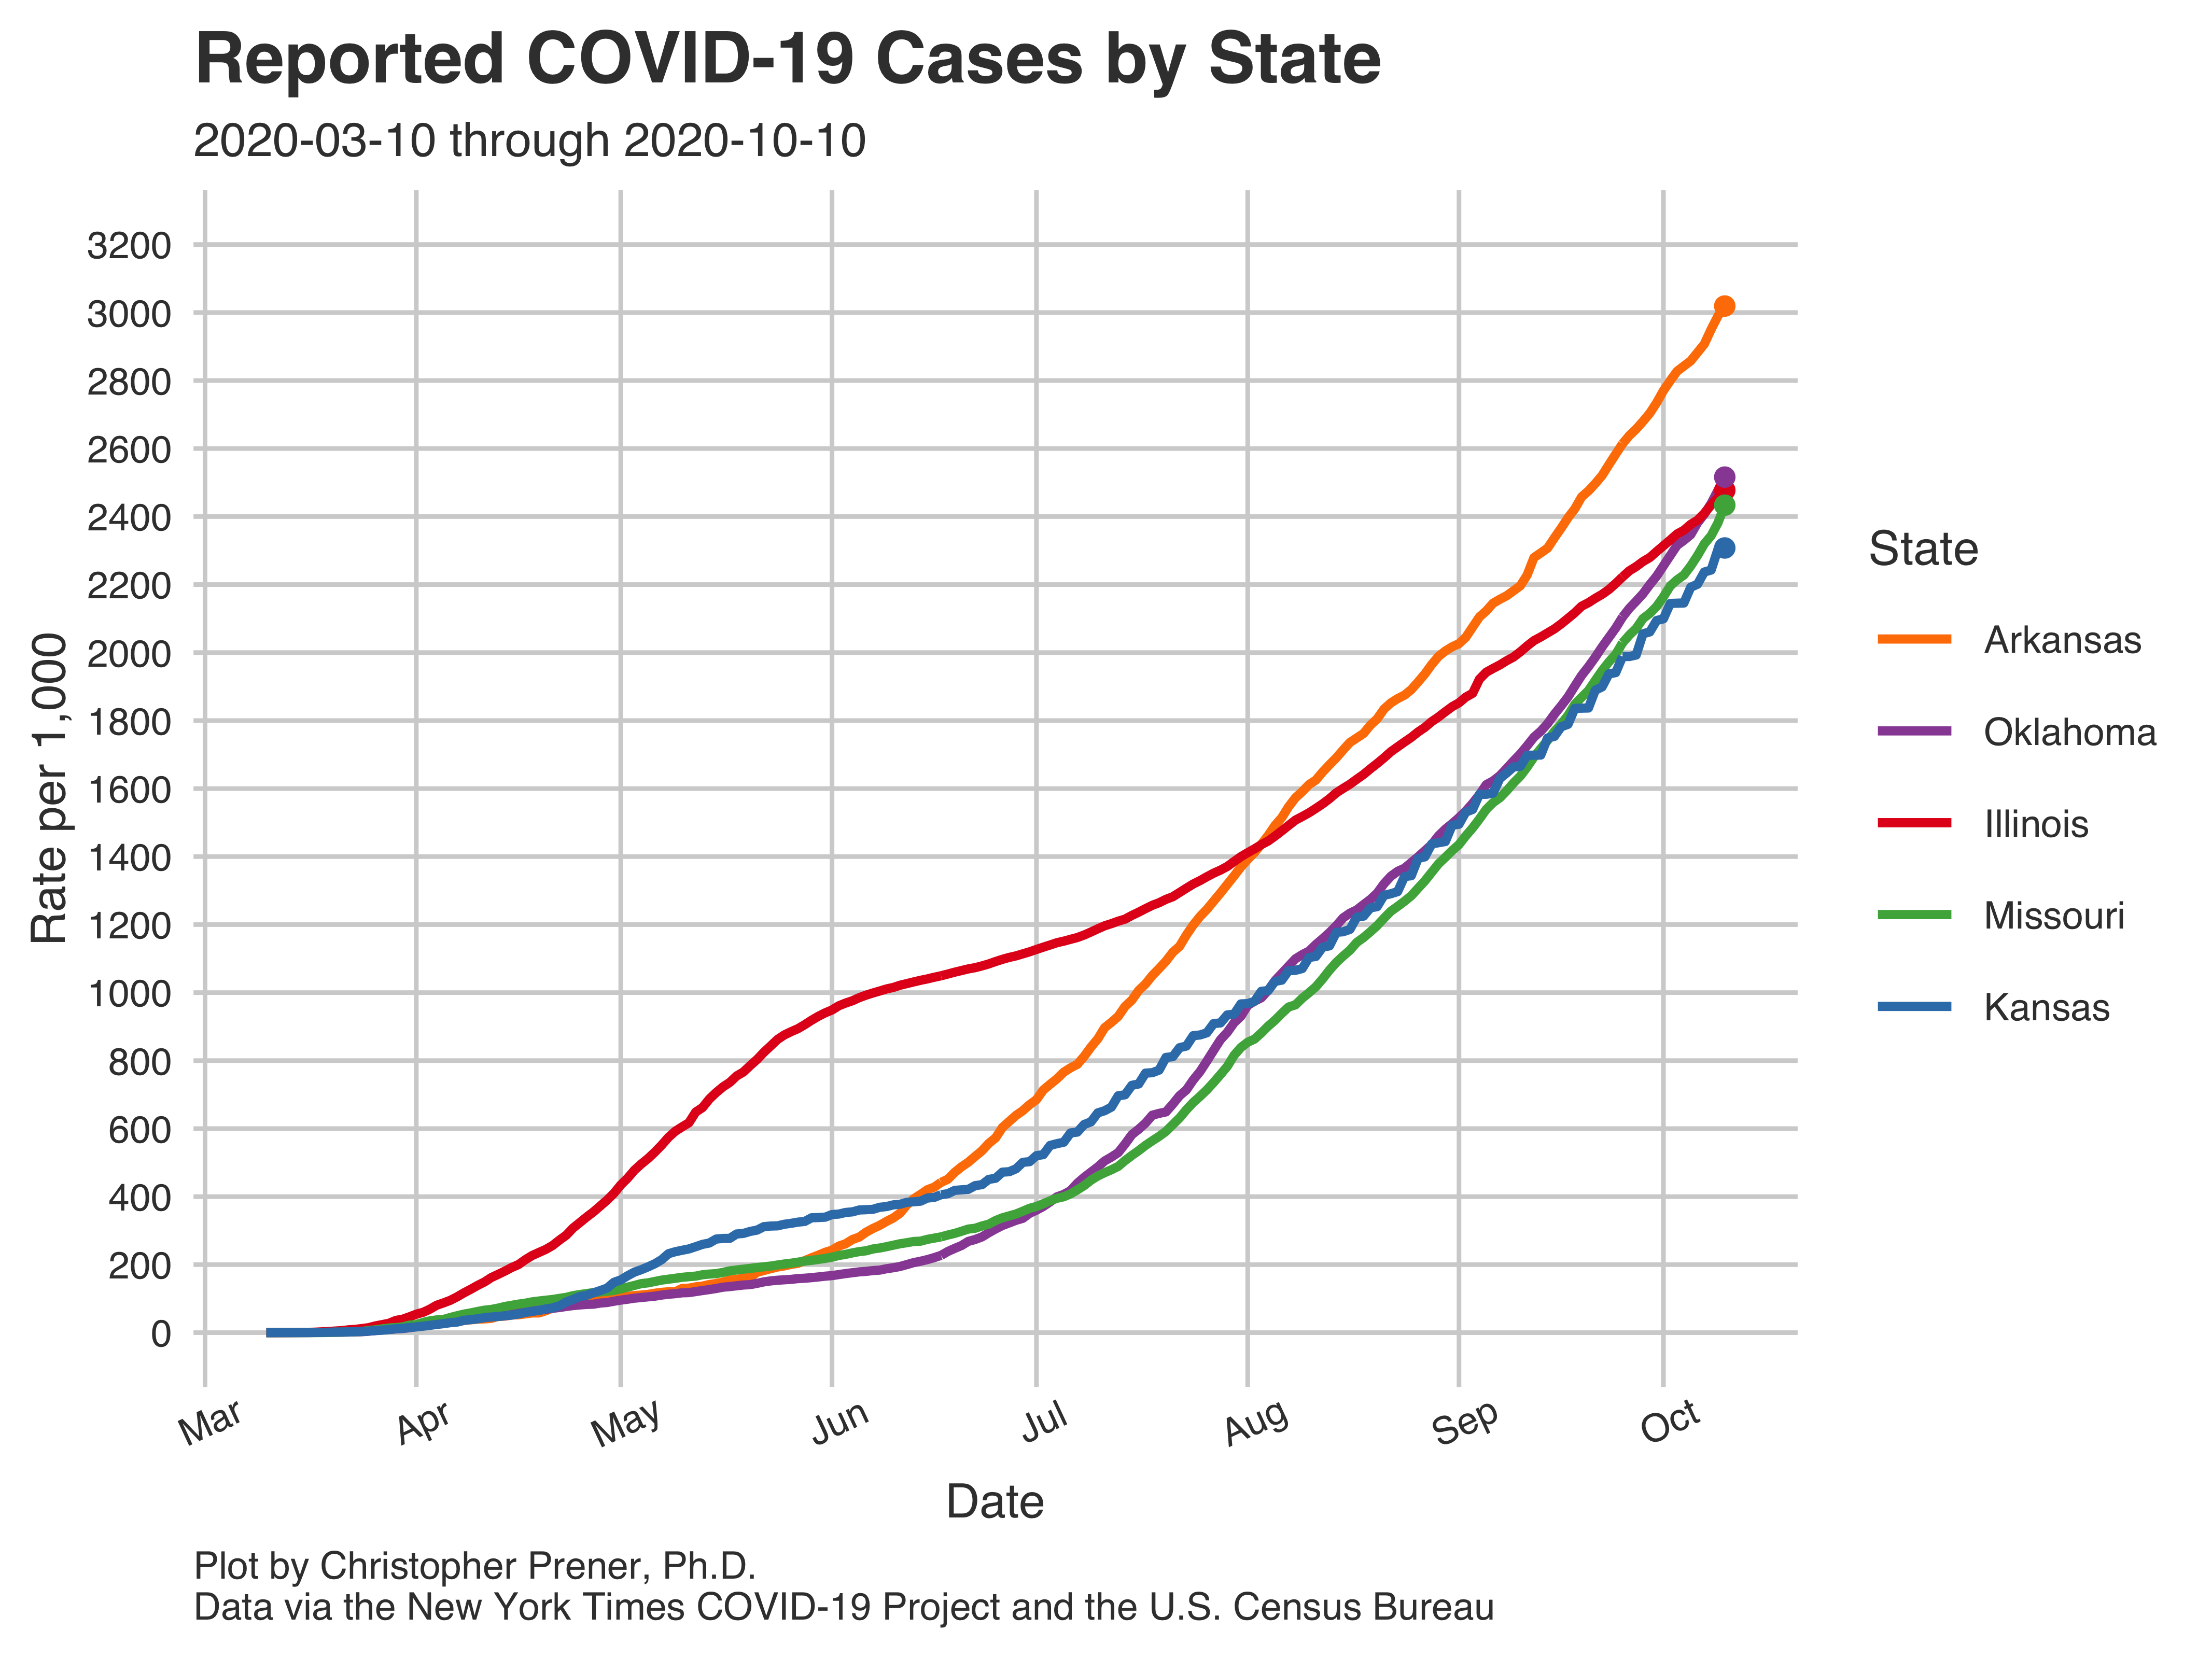 Reported COVID-19 Cases by State
2020-03-10 through 2020-10-10
3200
3000
2800
2600
2400
2200
2000
1800
1600
1400
1200
1000
800
600
400
200
0
Rate per 1,000
Mar
Apr
May
Jun
Jul
Aug
Sep
Oct
Date
State
Arkansas
Oklahoma
Illinois
Missouri
Kansas
Plot by Christopher Prener, Ph.D.
Data via the New York Times COVID-19 Project and the U.S. Census Bureau